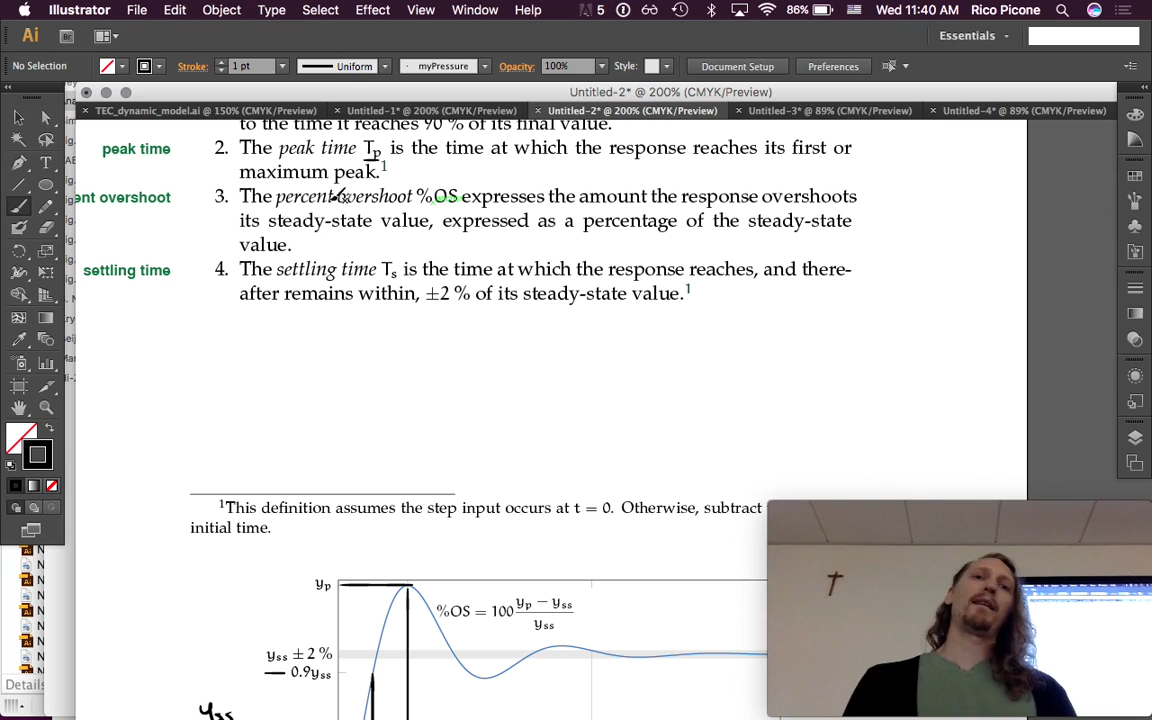 Illustrator File Edit Object Type Select Effect View Window Help 5 86% Wed 11:40 AM Rico Picone
Ai Br Essentials
No Selection Stroke: 1 pt Uniform myPressure Opacity: 100% Style: Document Setup Preferences
Untitled-2* @ 200% (CMYK/Preview)
TEC_dynamic_model.ai @ 150% (CMYK/Preview) Untitled-1* @ 200% (CMYK/Preview) Untitled-2* @ 200% (CMYK/Preview) Untitled-3* @ 89% (CMYK/Preview) Untitled-4* @ 89% (CMYK/Preview)
to the time it reaches 90 % of its final value.
peak time 2. The peak time Tp is the time at which the response reaches its first or
maximum peak.1
ent overshoot 3. The percent overshoot %OS expresses the amount the response overshoots
its steady-state value, expressed as a percentage of the steady-state
value.
settling time 4. The settling time Ts is the time at which the response reaches, and there-
after remains within, ±2 % of its steady-state value.1
1This definition assumes the step input occurs at t = 0. Otherwise, subtract
initial time.
yp
%OS = 100 yp − yss
yss
yss ± 2 %
0.9yss
yss
Details